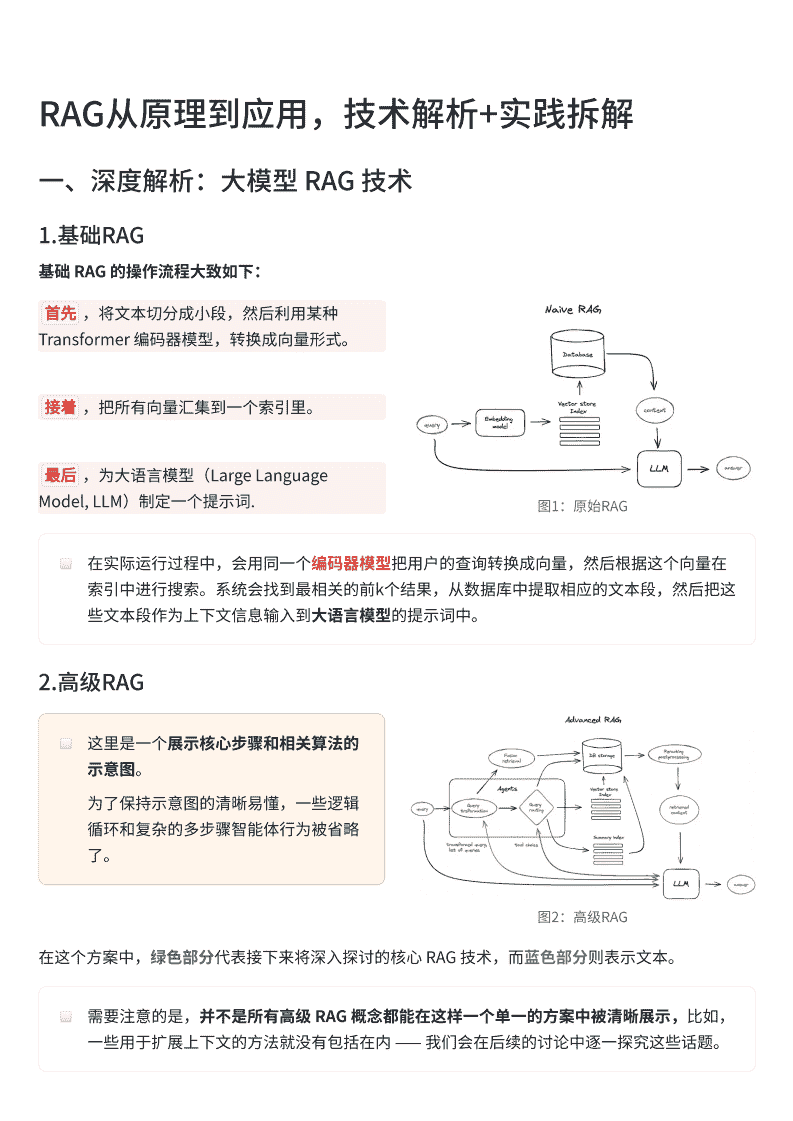 RAG从原理到应用，技术解析+实践拆解
一、深度解析：大模型 RAG 技术
1.基础RAG
基础 RAG 的操作流程大致如下：
首先，将文本切分成小段，然后利用某种
Transformer 编码器模型，转换成向量形式。
接着，把所有向量汇集到一个索引里。
最后，为大语言模型（Large Language
Model, LLM）制定一个提示词.
Naive RAG
Database
Vector store
Index
query
Embedding
model
context
LLM
answer
图1：原始RAG
在实际运行过程中，会用同一个编码器模型把用户的查询转换成向量，然后根据这个向量在
索引中进行搜索。系统会找到最相关的前k个结果，从数据库中提取相应的文本段，然后把这
些文本段作为上下文信息输入到大语言模型的提示词中。
2.高级RAG
这里是一个展示核心步骤和相关算法的
示意图。
为了保持示意图的清晰易懂，一些逻辑
循环和复杂的多步骤智能体行为被省略
了。
Advanced RAG
Fusion
retrieval
DB storage
Reranking
postprocessing
Agents
query
Query
Query
routing
Vector store
Index
retrieved
context
Summary Index
transformed query,
list of queries
tool choice
LLM
answer
图2：高级RAG
在这个方案中，绿色部分代表接下来将深入探讨的核心 RAG 技术，而蓝色部分则表示文本。
需要注意的是，并不是所有高级 RAG 概念都能在这样一个单一的方案中被清晰展示，比如，
一些用于扩展上下文的方法就没有包括在内 —— 我们会在后续的讨论中逐一探究这些话题。